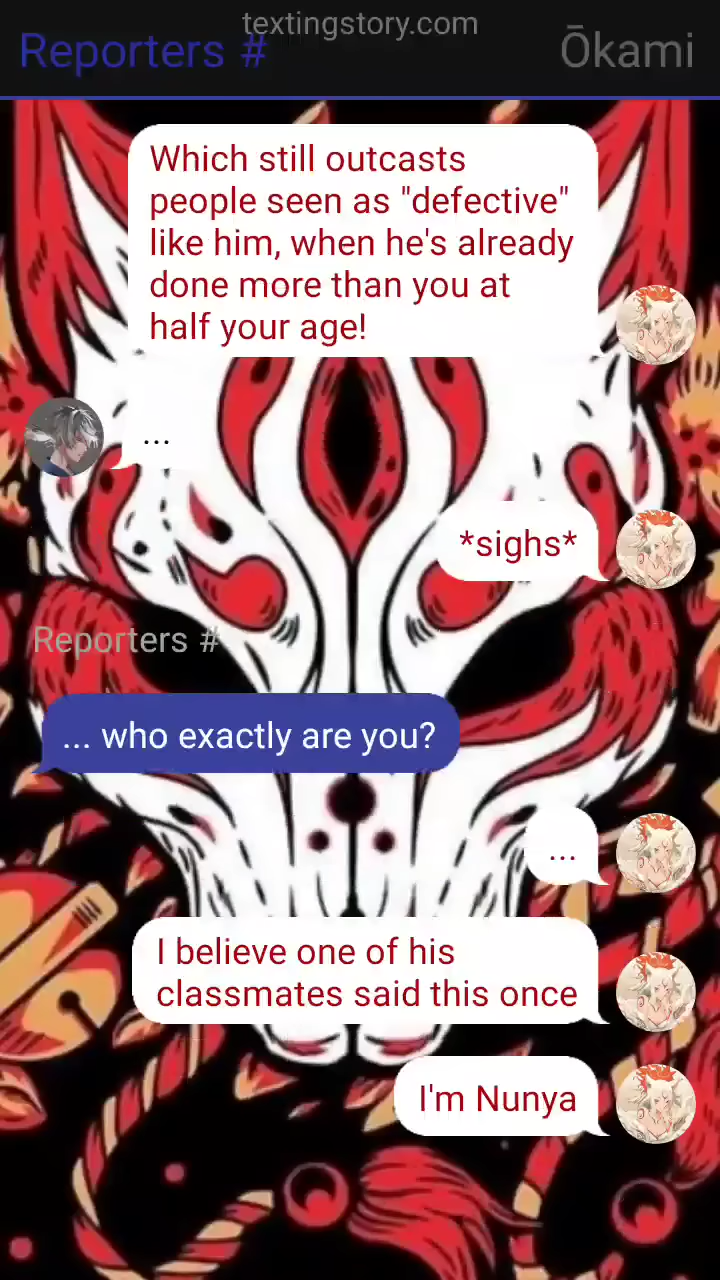 textingstory.com
Reporters #
Ōkami
Which still outcasts
people seen as "defective"
like him, when he's already
done more than you at
half your age!
...
*sighs*
Reporters #
... who exactly are you?
...
I believe one of his
classmates said this once
I'm Nunya